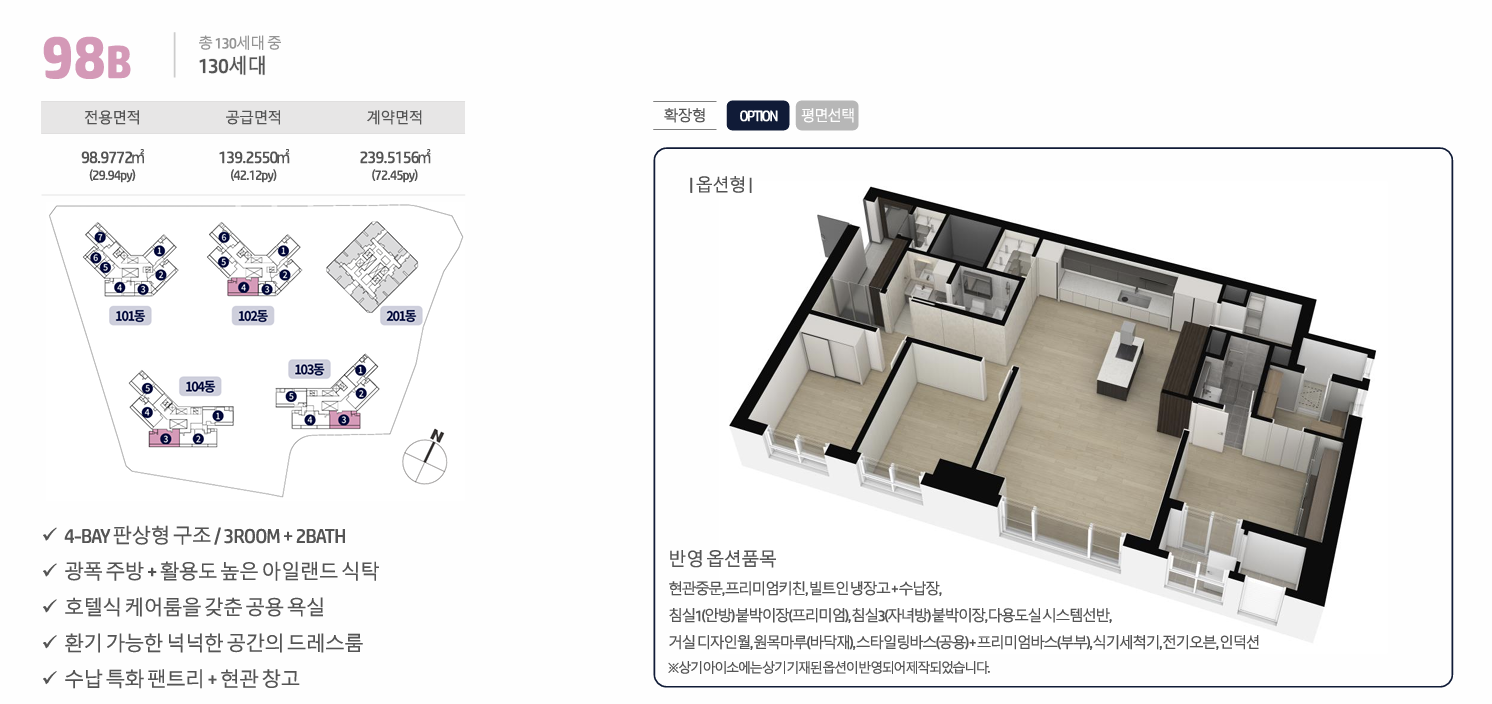 98B
총 130세대 중
130세대
전용면적 공급면적 계약면적
98.9772㎡ 139.2550㎡ 239.5156㎡
(29.94py) (42.12py) (72.45py)
7 6 5 4 3 2 1
101동
6 5 4 3 2 1
102동
201동
5 4 3 2 1
104동
5 4 3 2 1
103동
N
✓ 4-BAY 판상형 구조 / 3ROOM + 2BATH
✓ 광폭 주방 + 활용도 높은 아일랜드 식탁
✓ 호텔식 케어룸을 갖춘 공용 욕실
✓ 환기 가능한 넉넉한 공간의 드레스룸
✓ 수납 특화 팬트리 + 현관 창고
확장형 OPTION 평면선택
| 옵션형 |
반영 옵션품목
현관중문, 프리미엄키친, 빌트인 냉장고+수납장,
침실1(안방)붙박이장(프리미엄), 침실3(자녀방)붙박이장, 다용도실 시스템선반,
거실 디자인월, 원목마루(바닥재), 스타일링바스(공용)+프리미엄바스(부부), 식기세척기, 전기오븐, 인덕션
※상기 아이소에는 상기 기재된 옵션이 반영되어 제작되었습니다.